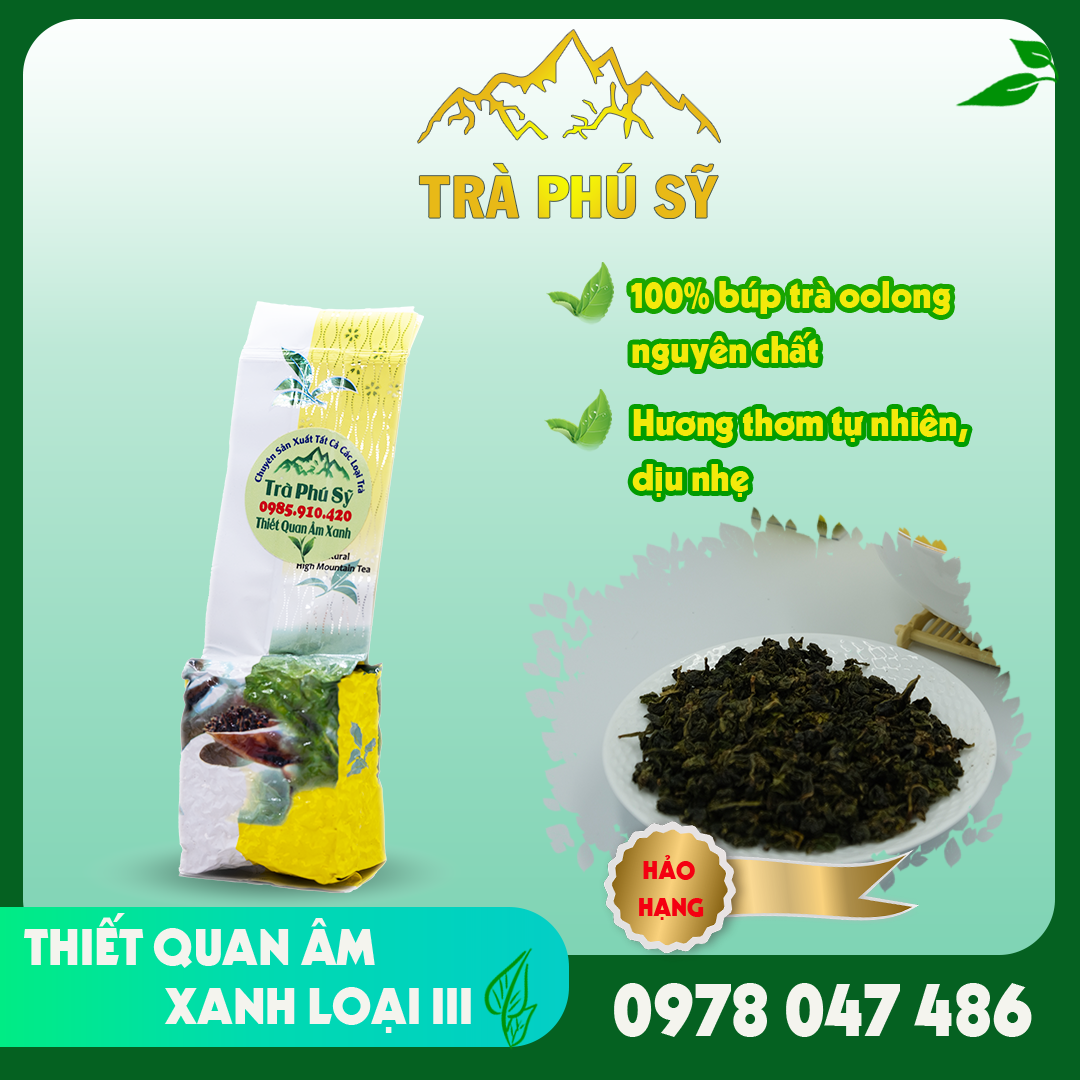 TRÀ PHÚ SỸ
100% búp trà oolong
nguyên chất
Hương thơm tự nhiên,
dịu nhẹ
Chuyên Sản Xuất Tất Cả Các Loại Trà
Trà Phú Sỹ
0985.910.420
Thiết Quan Âm Xanh
High Mountain Tea
HẢO
HẠNG
THIẾT QUAN ÂM
XANH LOẠI III
0978 047 486